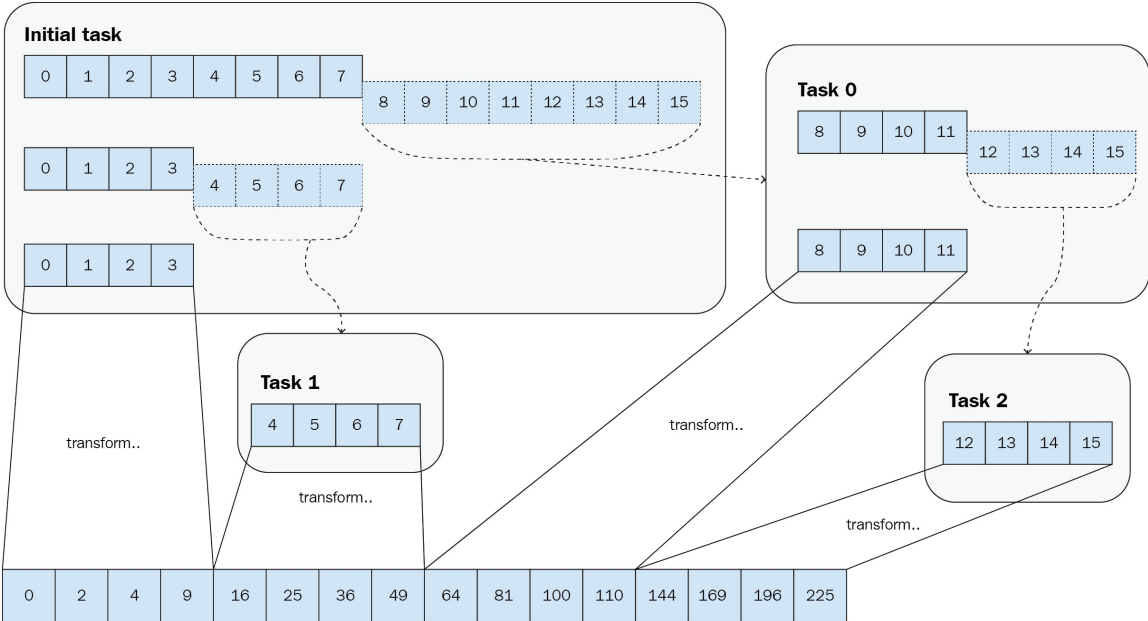 Initial task
0 1 2 3 4 5 6 7
8 9 10 11 12 13 14 15
0 1 2 3
4 5 6 7
0 1 2 3
Task 0
8 9 10 11
12 13 14 15
8 9 10 11
Task 1
4 5 6 7
Task 2
12 13 14 15
transform..
transform..
transform..
transform..
0 2 4 9 16 25 36 49 64 81 100 110 144 169 196 225